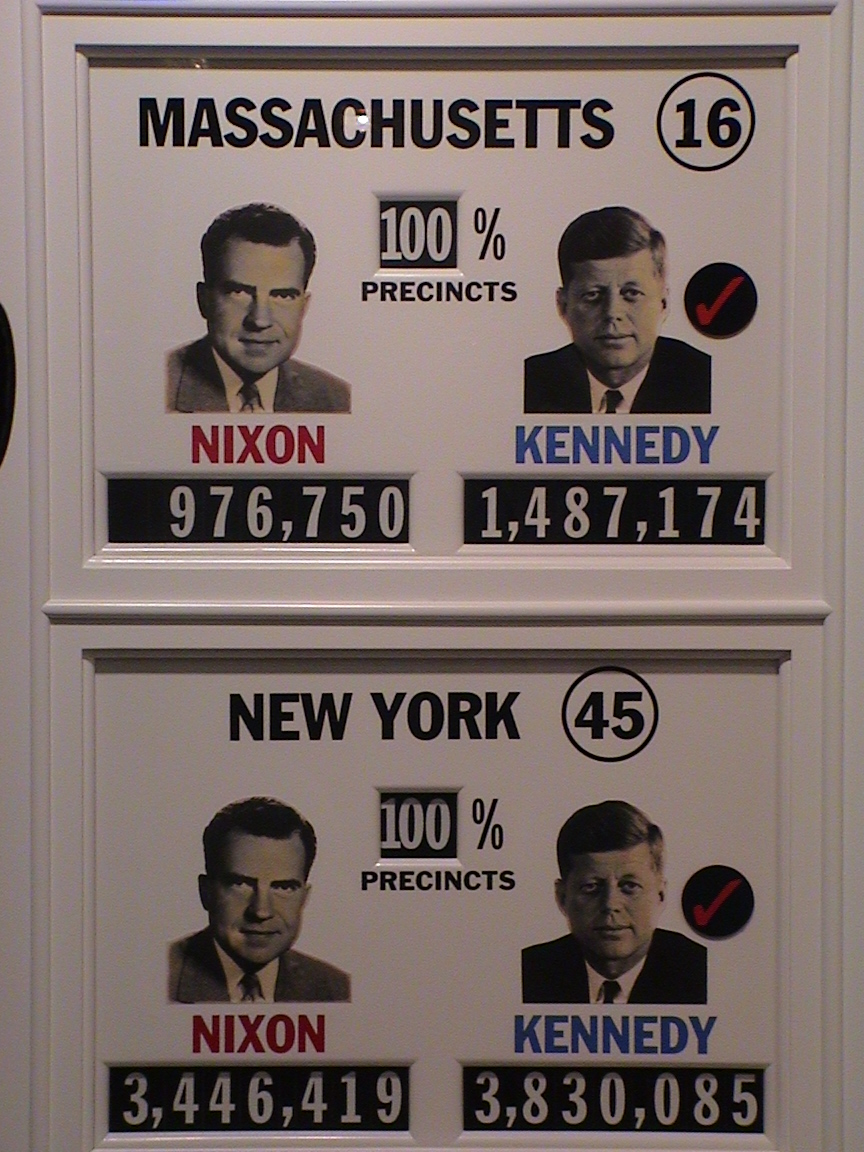 MASSACHUSETTS 16
100 %
PRECINCTS
NIXON KENNEDY
976,750 1,487,174
NEW YORK 45
100 %
PRECINCTS
NIXON KENNEDY
3,446,419 3,830,085